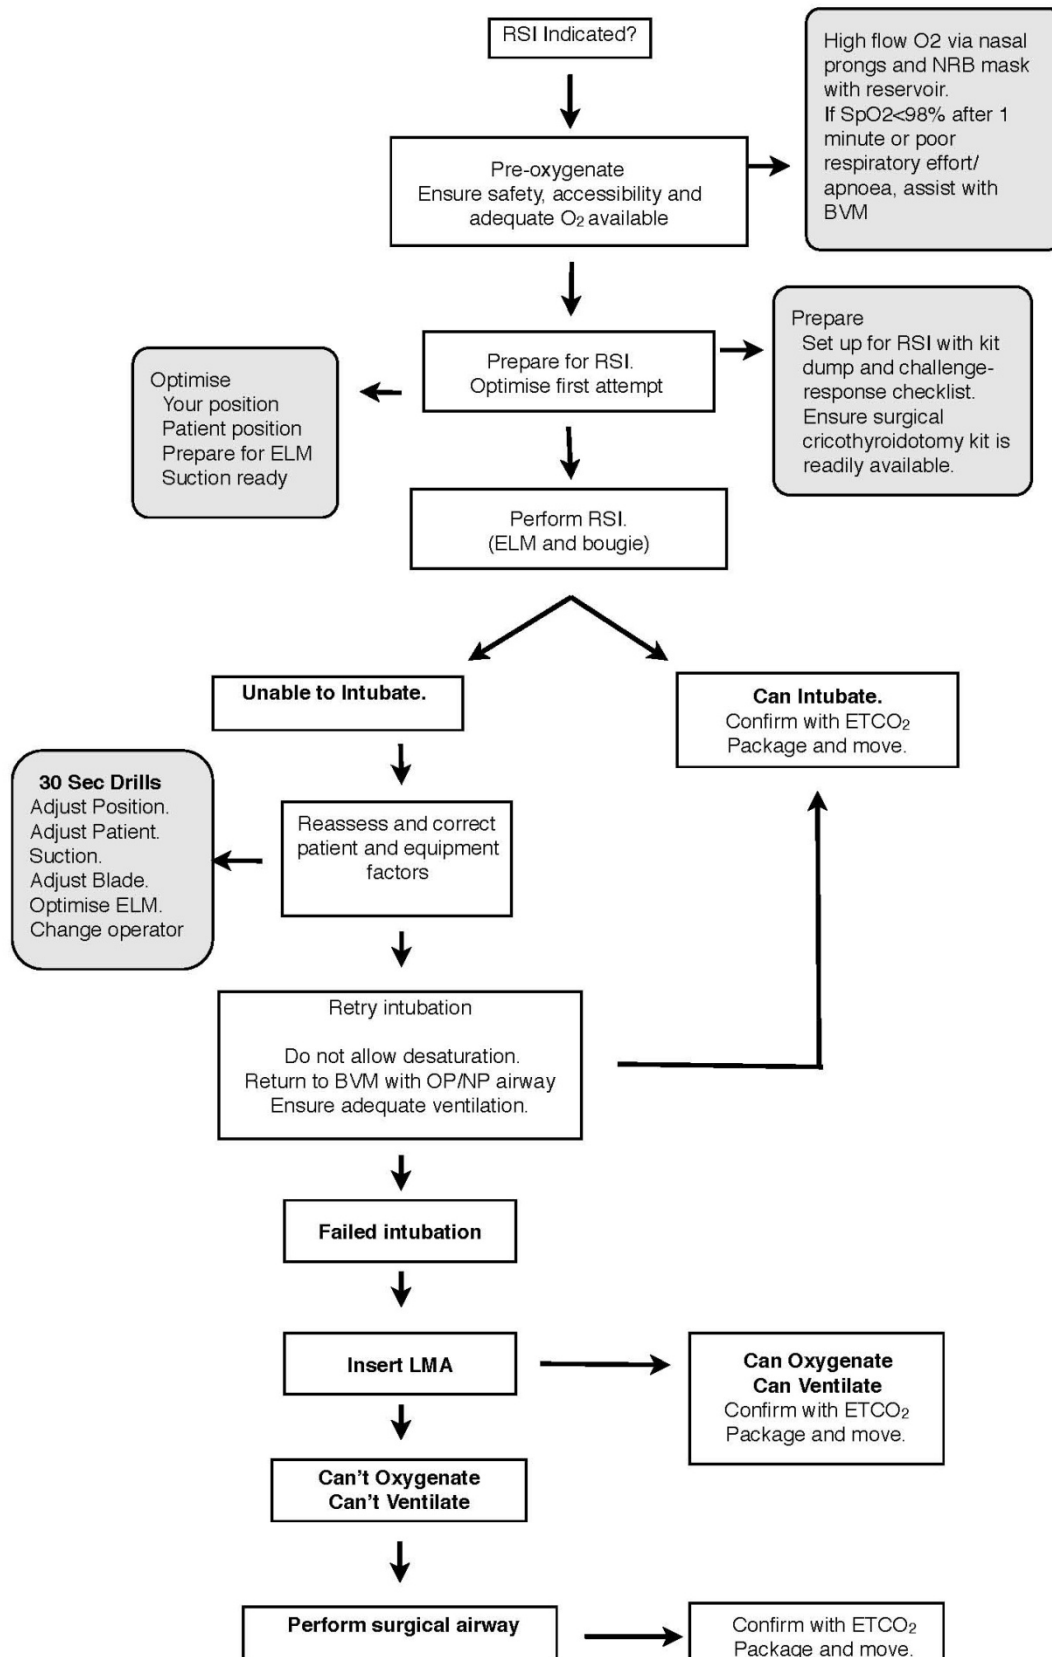 RSI Indicated?
High flow O2 via nasal
prongs and NRB mask
with reservoir.
If SpO2<98% after 1
minute or poor
respiratory effort/
apnoea, assist with
BVM
Pre-oxygenate
Ensure safety, accessibility and
adequate O₂ available
Prepare
Set up for RSI with kit
dump and challenge-
response checklist.
Ensure surgical
cricothyroidotomy kit is
readily available.
Prepare for RSI.
Optimise first attempt
Optimise
Your position
Patient position
Prepare for ELM
Suction ready
Perform RSI.
(ELM and bougie)
Unable to Intubate.
Can Intubate.
Confirm with ETCO₂
Package and move.
30 Sec Drills
Adjust Position.
Adjust Patient.
Suction.
Adjust Blade.
Optimise ELM.
Change operator
Reassess and correct
patient and equipment
factors
Retry intubation
Do not allow desaturation.
Return to BVM with OP/NP airway
Ensure adequate ventilation.
Failed intubation
Insert LMA
Can Oxygenate
Can Ventilate
Confirm with ETCO₂
Package and move.
Can't Oxygenate
Can't Ventilate
Perform surgical airway
Confirm with ETCO₂
Package and move.